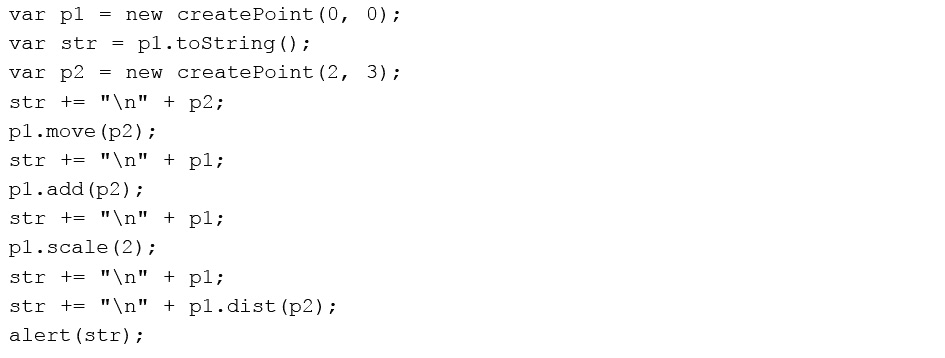 var p1 = new createPoint(0, 0);
var str = p1.toString();
var p2 = new createPoint(2, 3);
str += "\n" + p2;
p1.move(p2);
str += "\n" + p1;
p1.add(p2);
str += "\n" + p1;
p1.scale(2);
str += "\n" + p1;
str += "\n" + p1.dist(p2);
alert(str);